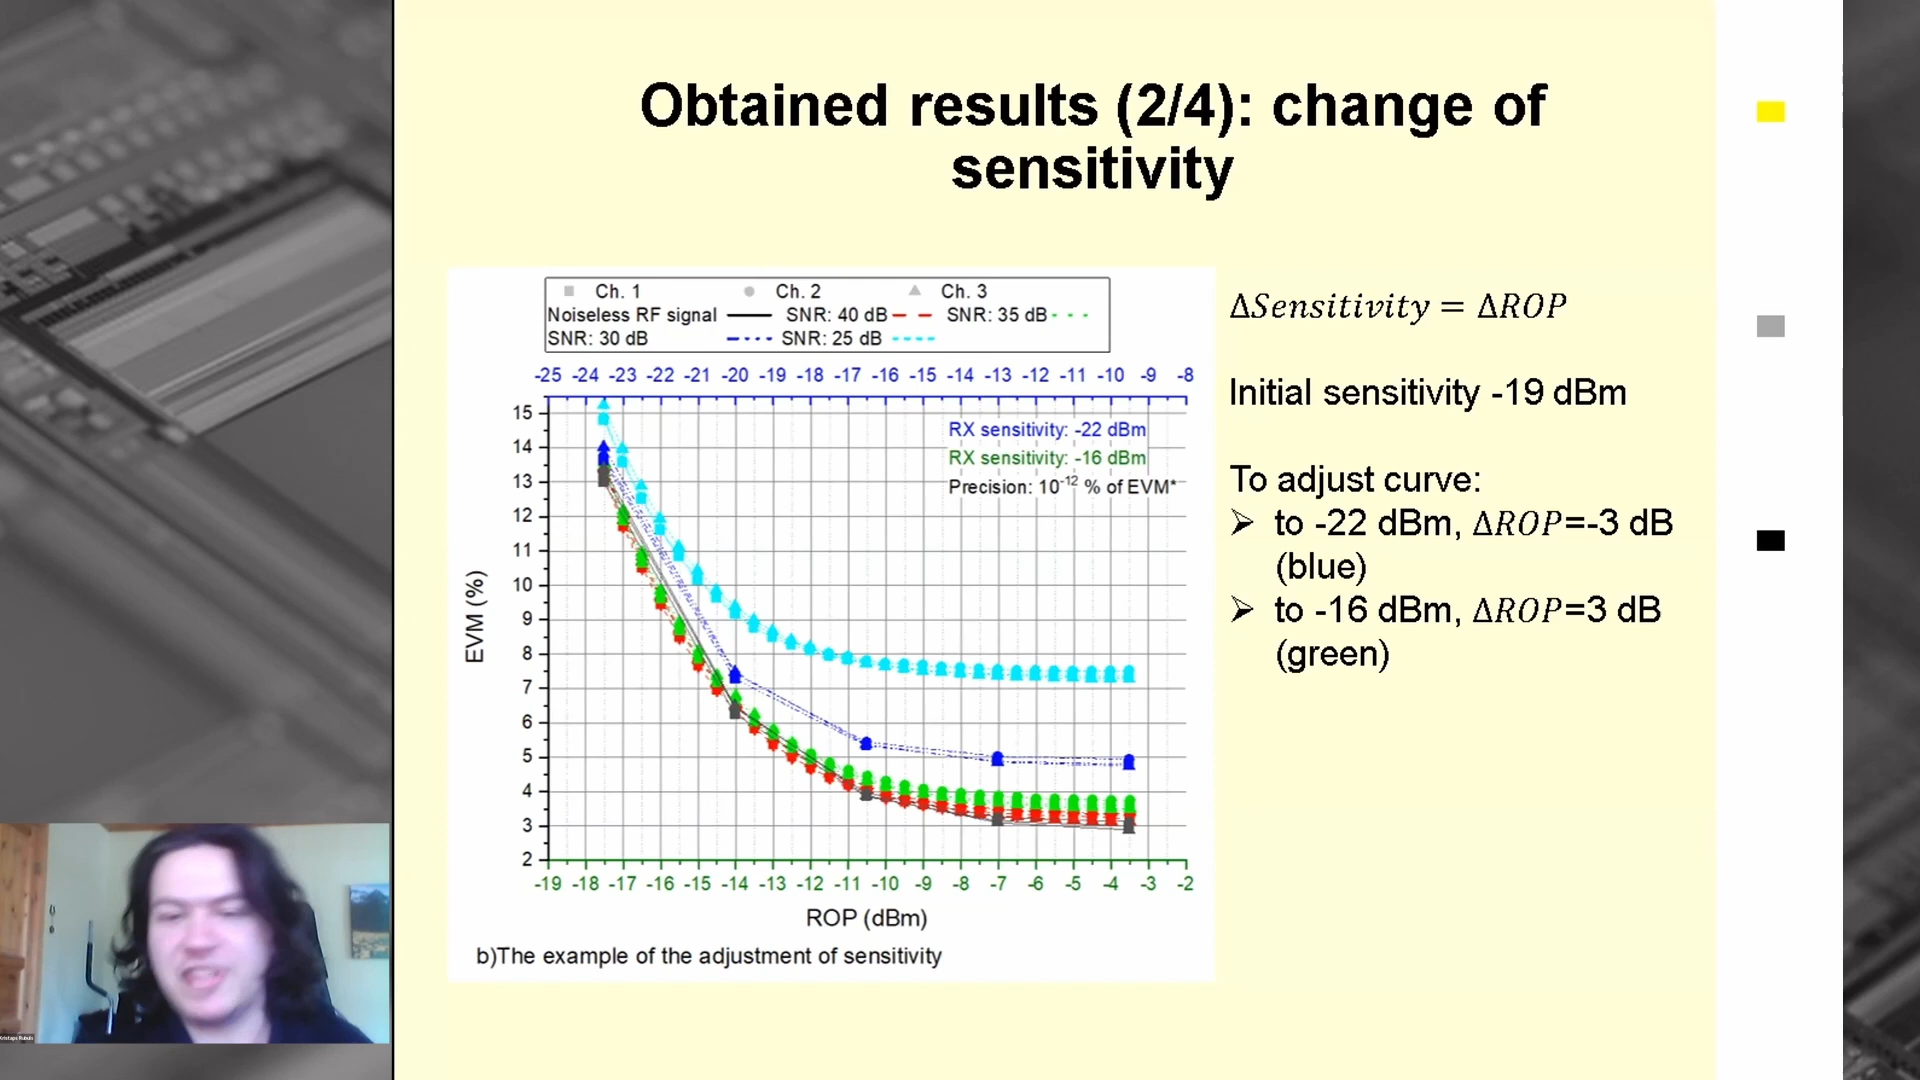 Obtained results (2/4): change of
sensitivity
Ch. 1 Ch. 2 Ch. 3
Noiseless RF signal SNR: 40 dB SNR: 35 dB
SNR: 30 dB SNR: 25 dB
-25 -24 -23 -22 -21 -20 -19 -18 -17 -16 -15 -14 -13 -12 -11 -10 -9 -8
RX sensitivity: -22 dBm
RX sensitivity: -16 dBm
Precision: 10⁻¹² % of EVM*
15
14
13
12
11
10
9
8
7
6
5
4
3
2
EVM (%)
-19 -18 -17 -16 -15 -14 -13 -12 -11 -10 -9 -8 -7 -6 -5 -4 -3 -2
ROP (dBm)
b)The example of the adjustment of sensitivity
ΔSensitivity = ΔROP
Initial sensitivity -19 dBm
To adjust curve:
➢ to -22 dBm, ΔROP=-3 dB
(blue)
➢ to -16 dBm, ΔROP=3 dB
(green)